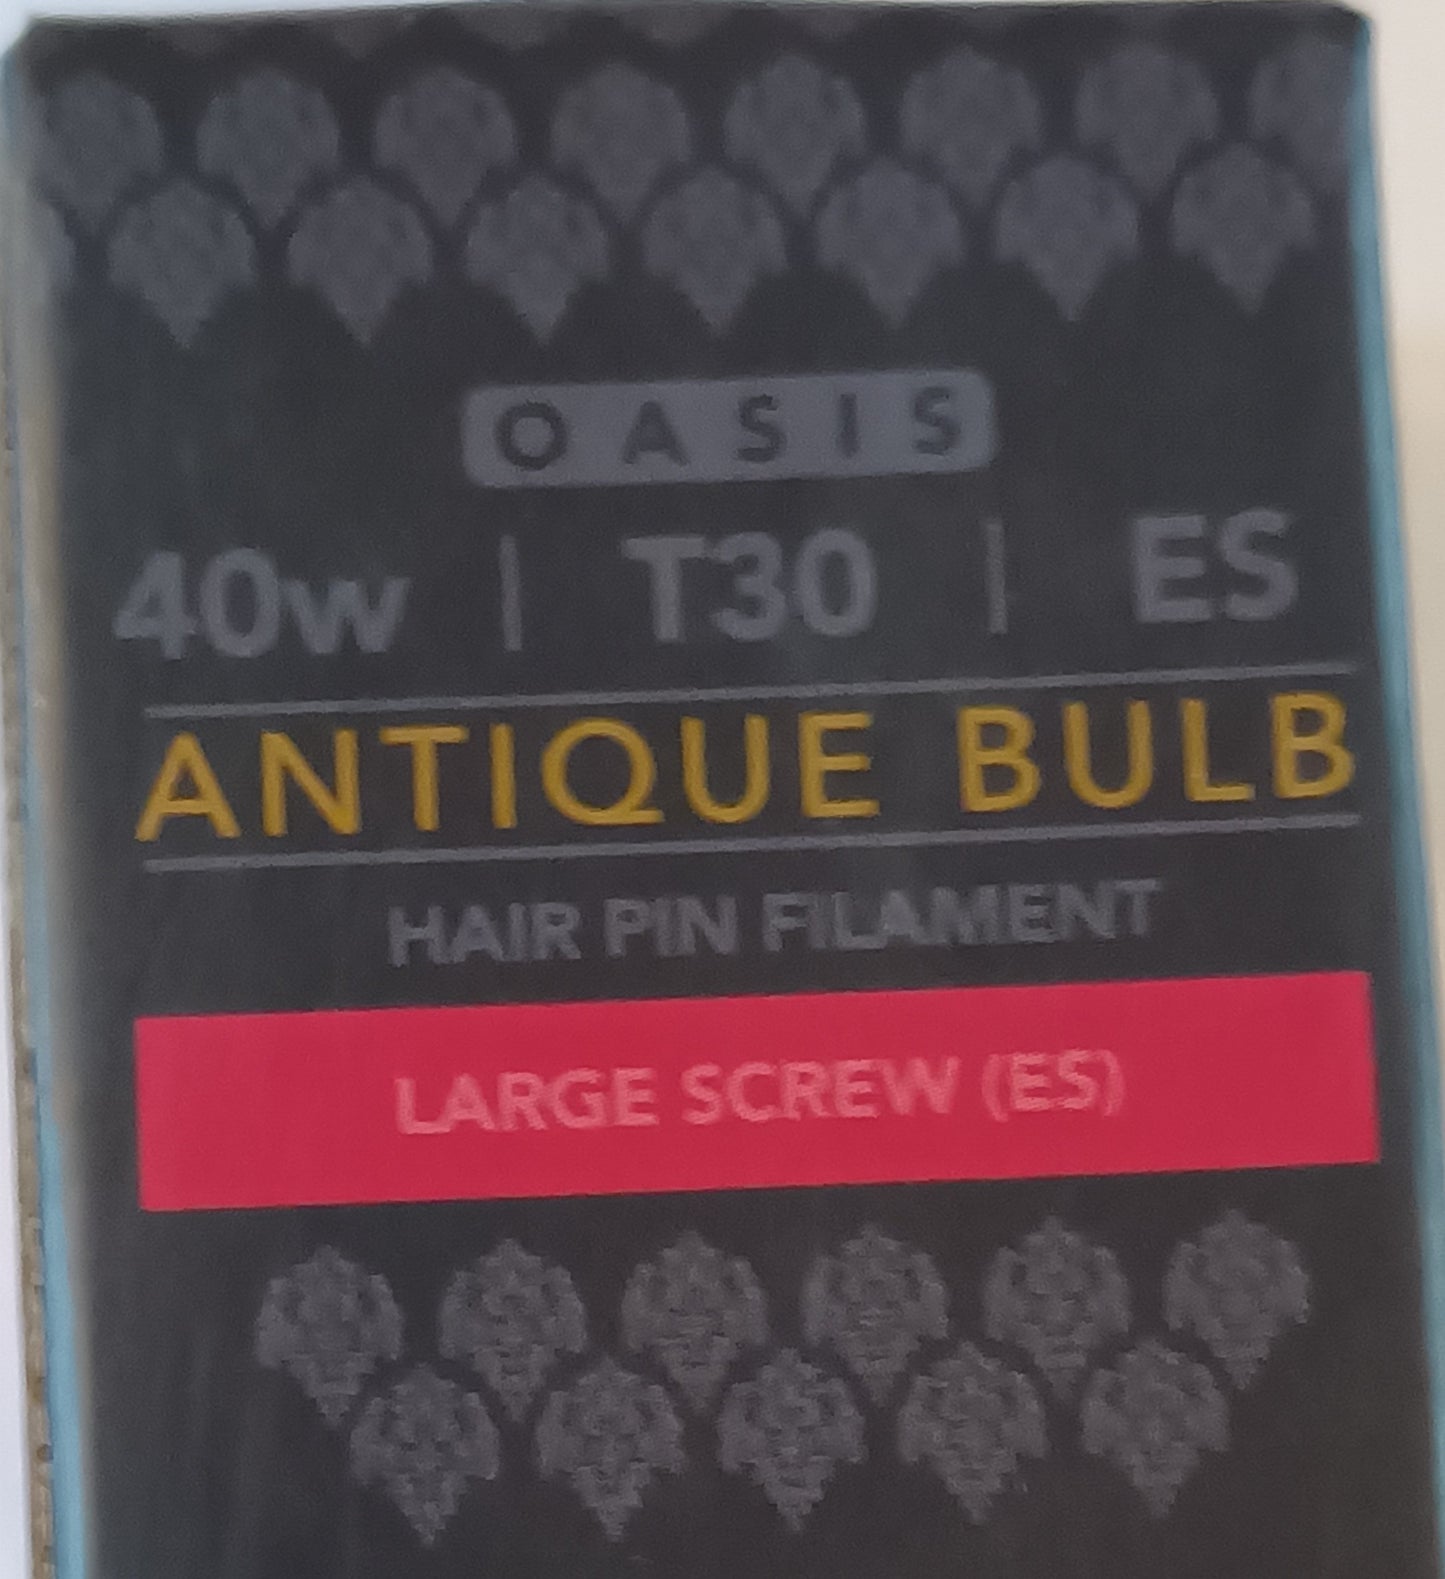 OASIS
40w | T30 | ES
ANTIQUE BULB
HAIR PIN FILAMENT
LARGE SCREW (ES)